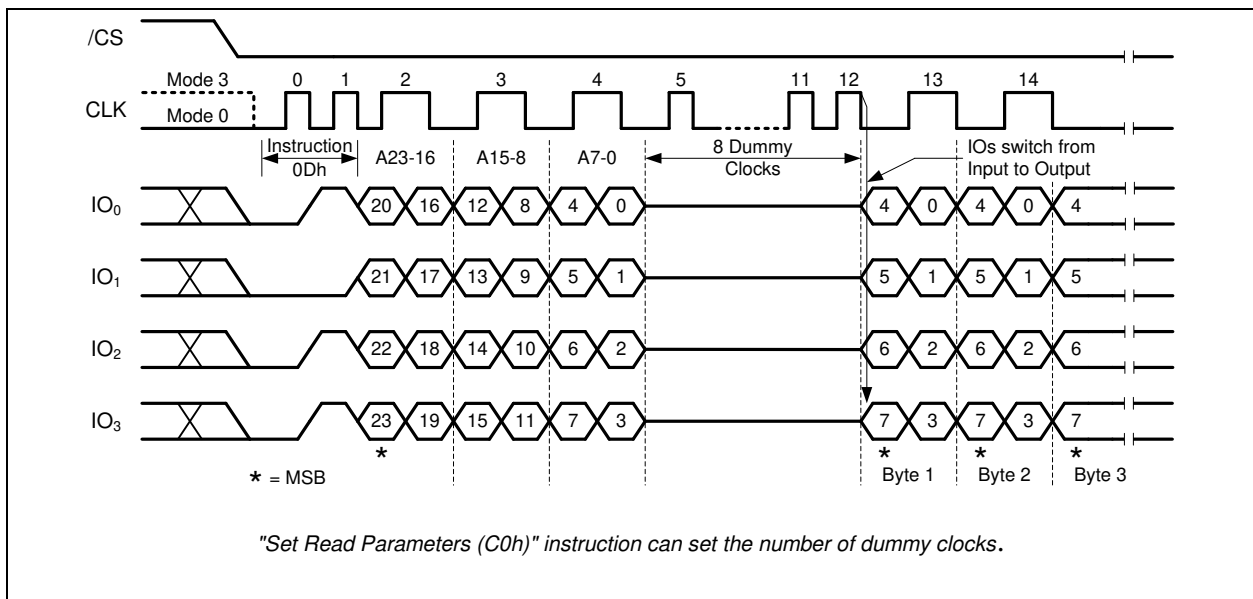 /CS
Mode 3 0 1 2 3 4 5 11 12 13 14
CLK Mode 0
Instruction 0Dh A23-16 A15-8 A7-0 8 Dummy Clocks IOs switch from Input to Output
IO₀ 20 16 12 8 4 0 4 0 4 0 4
IO₁ 21 17 13 9 5 1 5 1 5 1 5
IO₂ 22 18 14 10 6 2 6 2 6 2 6
IO₃ 23 19 15 11 7 3 7 3 7 3 7
* * * *
* = MSB Byte 1 Byte 2 Byte 3
"Set Read Parameters (C0h)" instruction can set the number of dummy clocks.